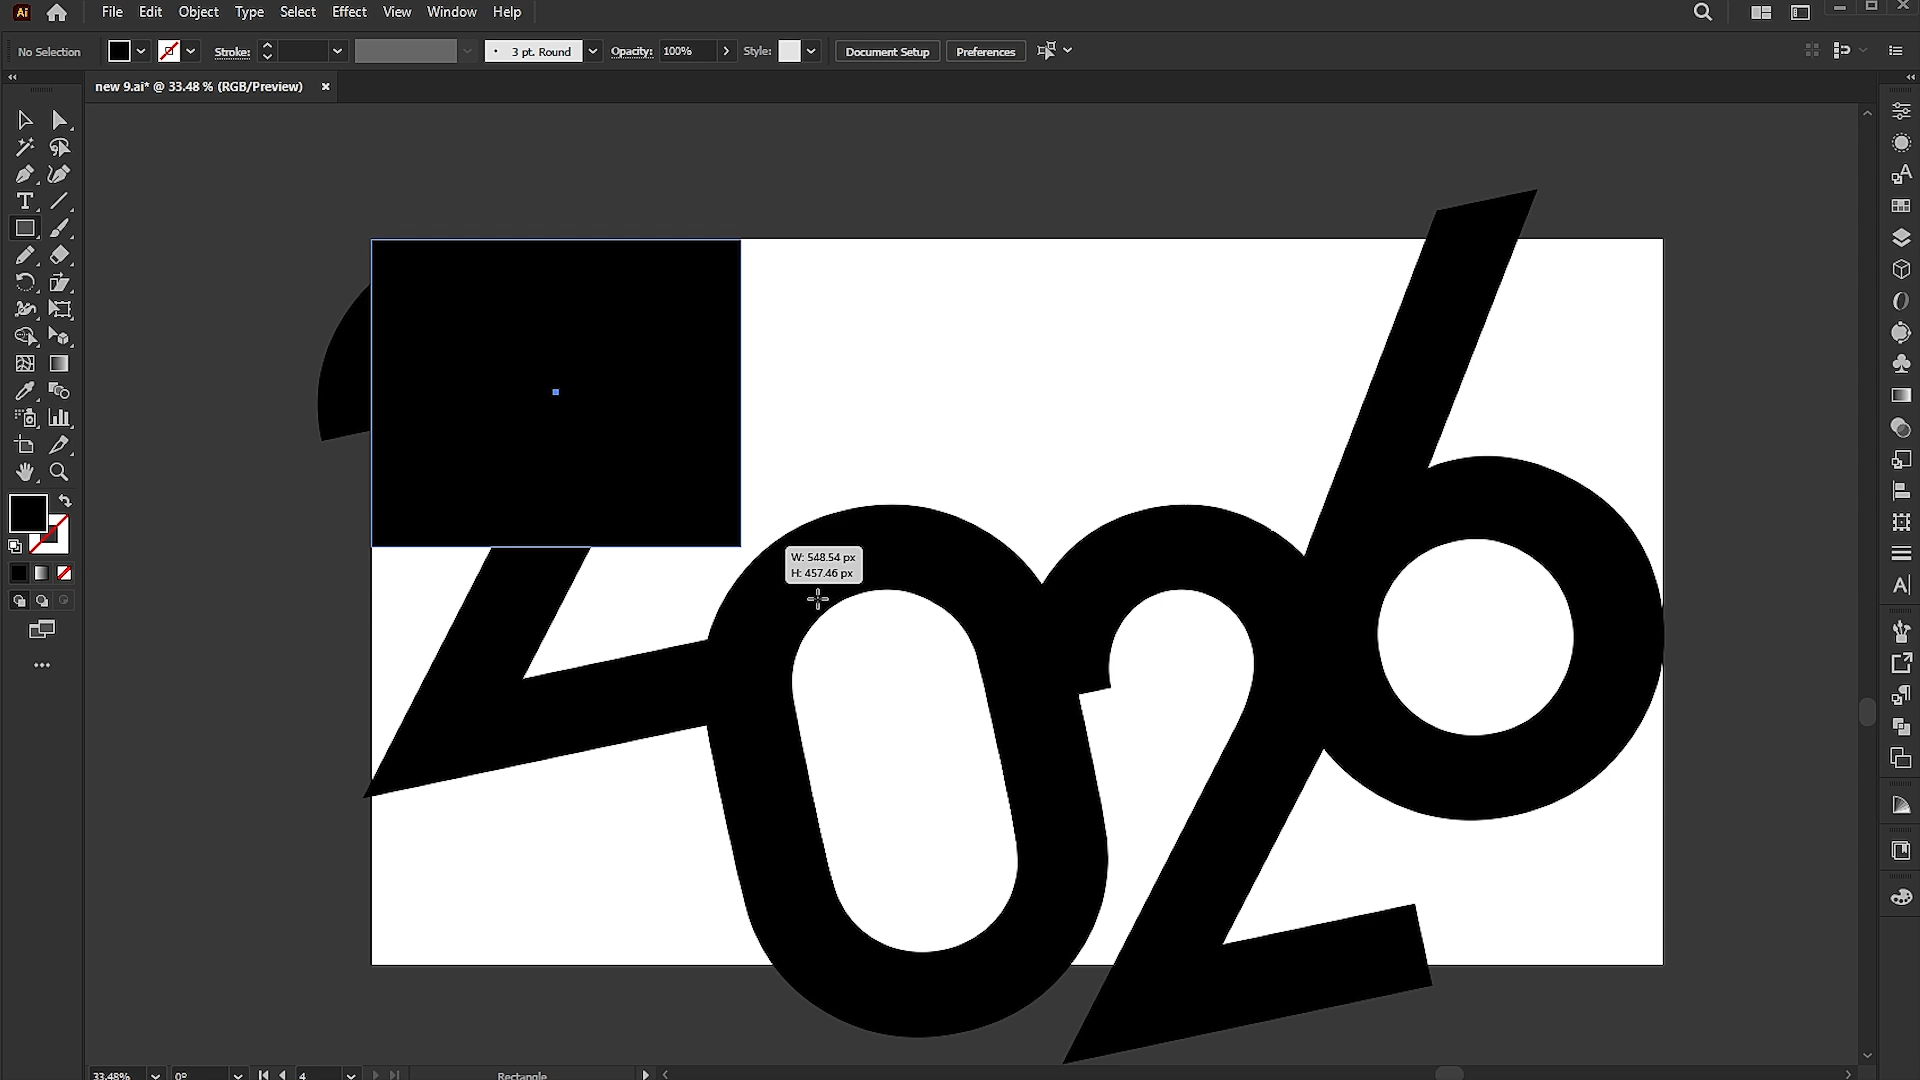 Ai File Edit Object Type Select Effect View Window Help
No Selection Stroke: 3 pt. Round Opacity: 100% Style: Document Setup Preferences
new 9.ai* @ 33.48 % (RGB/Preview) ×
2026
W: 548.54 px
H: 457.46 px
33.48% 0° 4 Rectangle